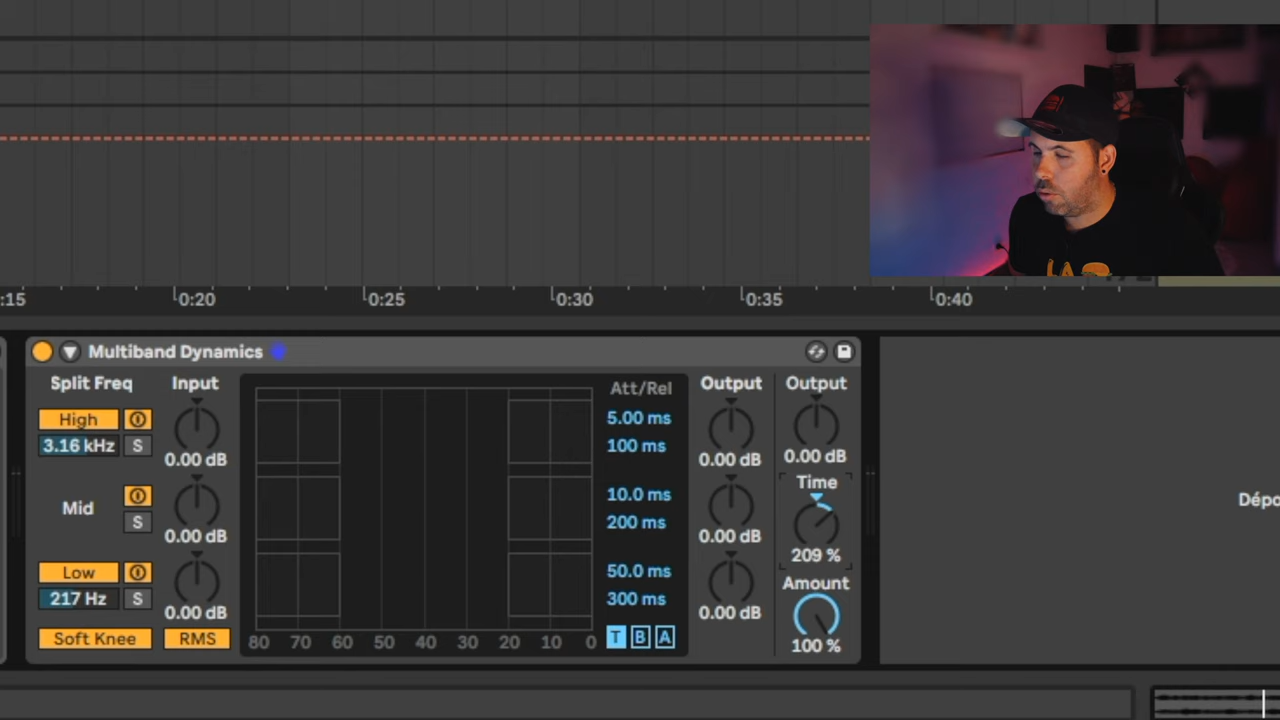 :15
0:20
0:25
0:30
0:35
0:40
Multiband Dynamics
Split Freq
Input
Att/Rel
Output
Output
High
5.00 ms
3.16 kHz
S
100 ms
0.00 dB
0.00 dB
0.00 dB
Time
Mid
10.0 ms
S
200 ms
0.00 dB
0.00 dB
209 %
Dépo
Low
50.0 ms
Amount
217 Hz
S
300 ms
0.00 dB
0.00 dB
Soft Knee
RMS
80 70 60 50 40 30 20 10 0
T B A
100 %